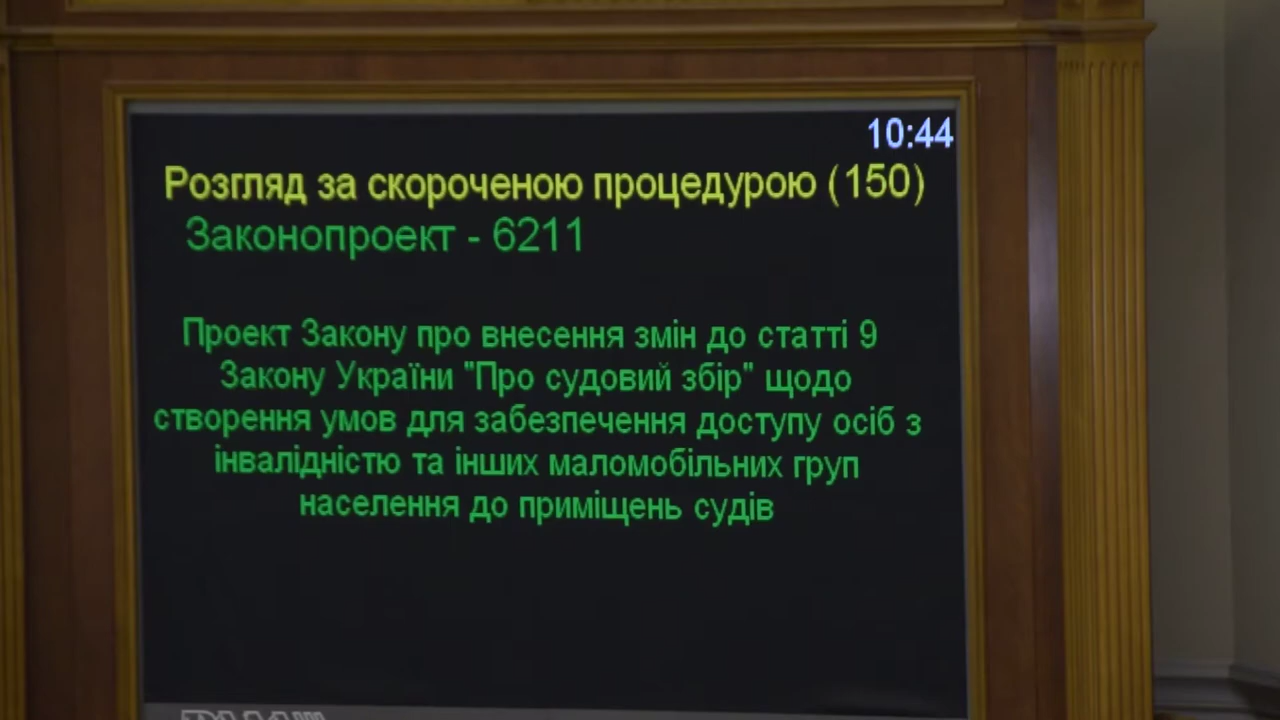 10:44
Розгляд за скороченою процедурою (150)
Законопроект - 6211
Проект Закону про внесення змін до статті 9
Закону України "Про судовий збір" щодо
створення умов для забезпечення доступу осіб з
інвалідністю та інших маломобільних груп
населення до приміщень судів